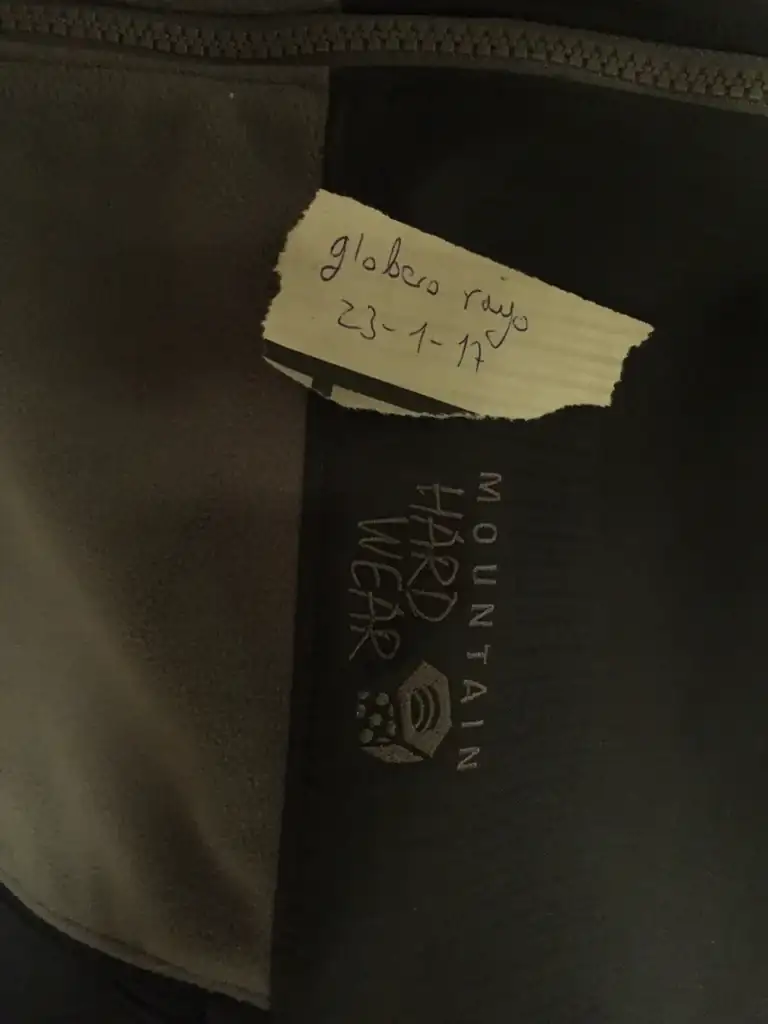 globero rayo
23-1-17
MOUNTAIN
HARD
WEAR